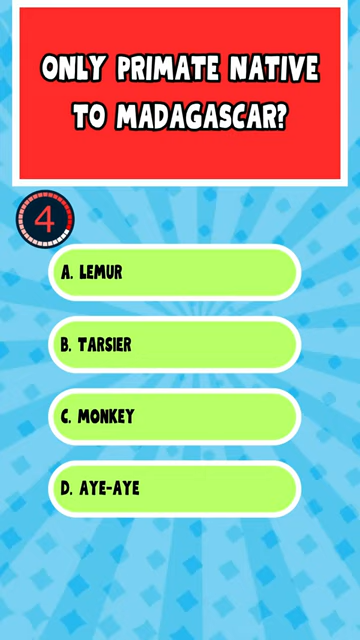 ONLY PRIMATE NATIVE
TO MADAGASCAR?
4
A. LEMUR
B. TARSIER
C. MONKEY
D. AYE-AYE